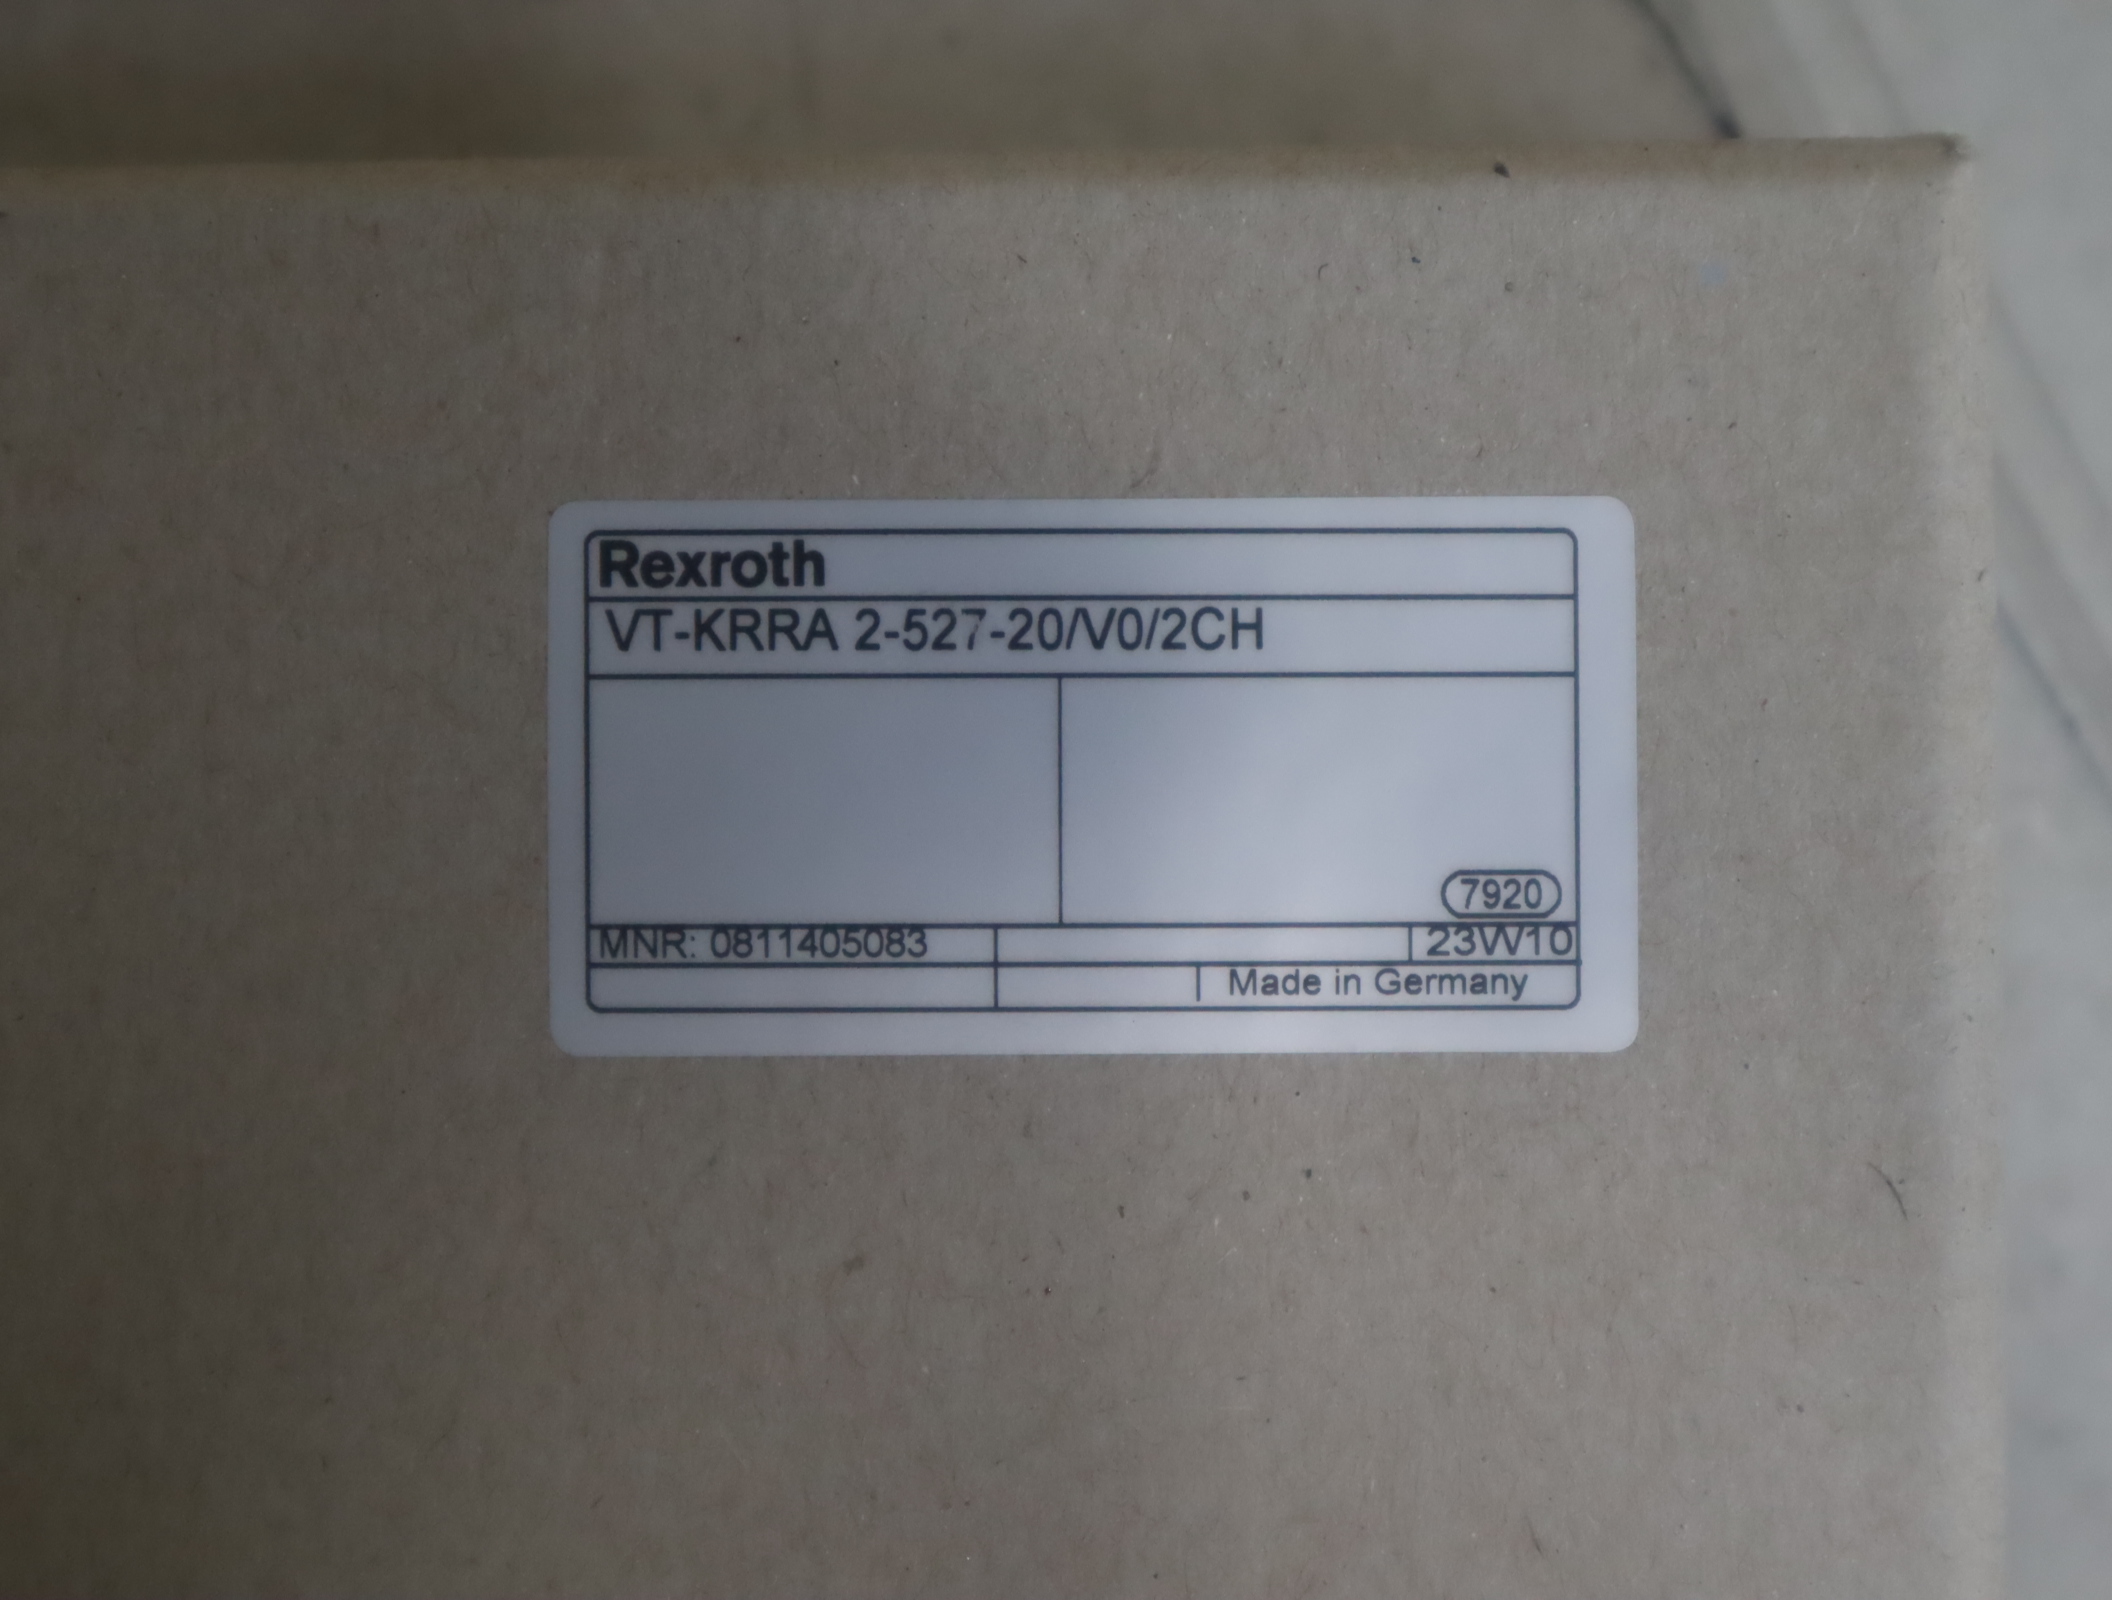 Rexroth
VT-KRRA 2-527-20/V0/2CH
7920
MNR: 0811405083 23W10
Made in Germany